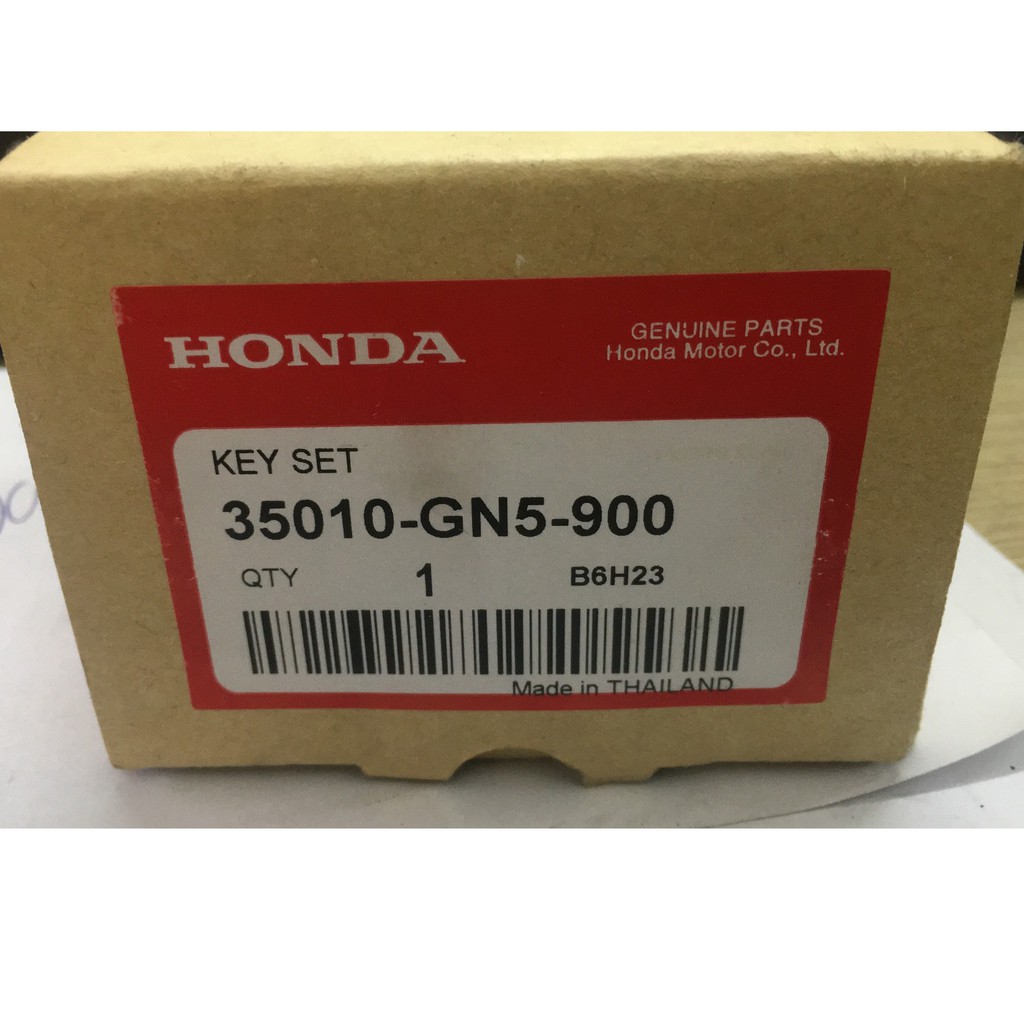 HONDA
GENUINE PARTS
Honda Motor Co., Ltd.
KEY SET
35010-GN5-900
QTY 1 B6H23
Made in THAILAND